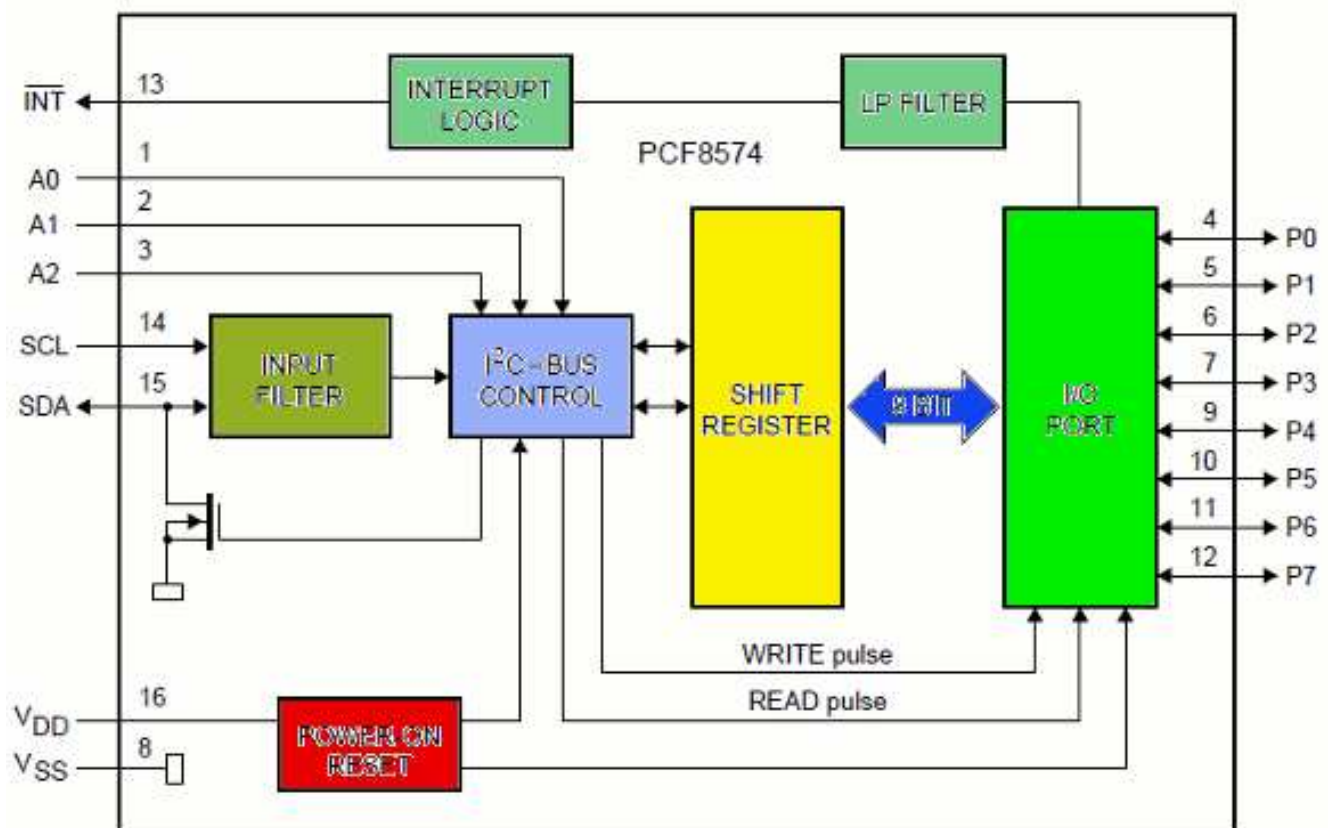 INT
13
INTERRUPT
LOGIC
LP FILTER
PCF8574
A0
1
A1
2
A2
3
SCL
14
SDA
15
INPUT
FILTER
I²C–BUS
CONTROL
SHIFT
REGISTER
8 BIT
I/O
PORT
4
P0
5
P1
6
P2
7
P3
9
P4
10
P5
11
P6
12
P7
WRITE pulse
READ pulse
VDD
16
VSS
8
POWER-ON
RESET